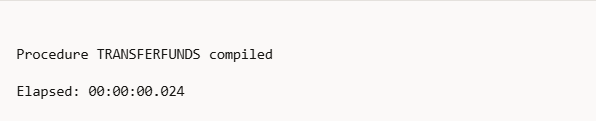 Procedure TRANSFERFUNDS compiled
Elapsed: 00:00:00.024